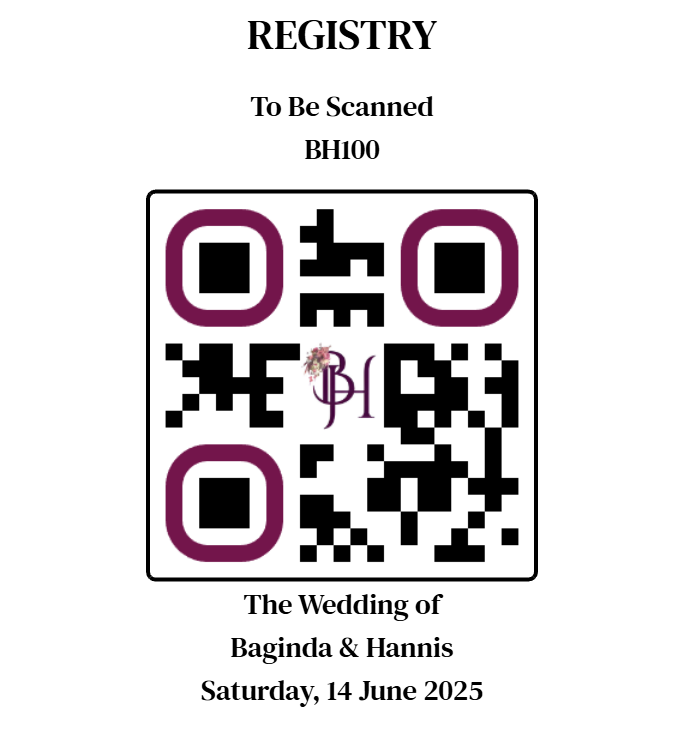 REGISTRY
To Be Scanned
BH100
BH
The Wedding of
Baginda & Hannis
Saturday, 14 June 2025